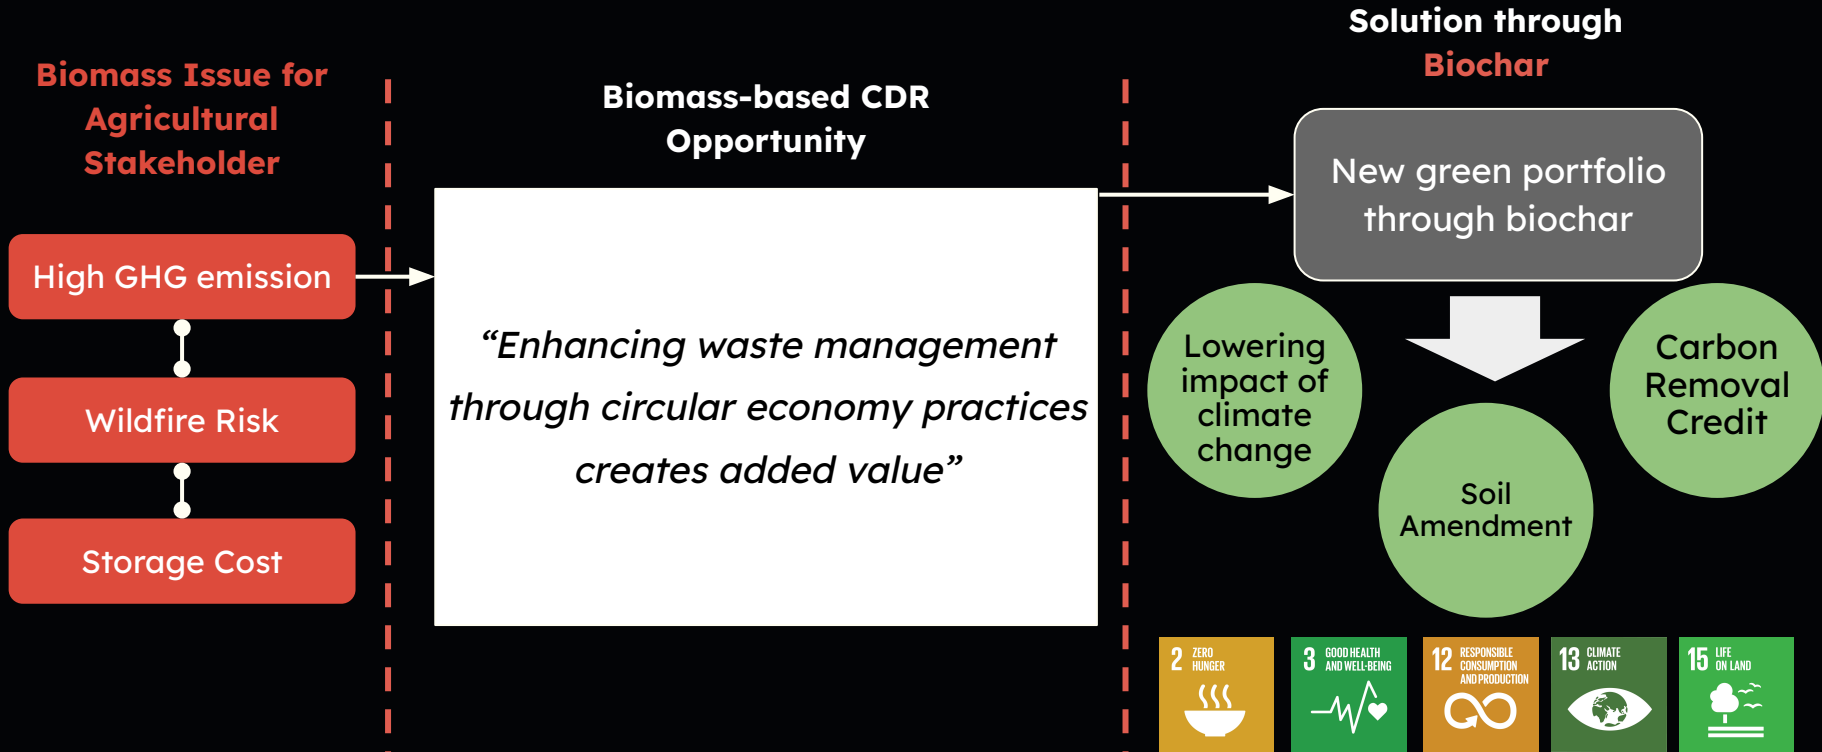 Biomass Issue for
Agricultural
Stakeholder
High GHG emission
Wildfire Risk
Storage Cost
Biomass-based CDR
Opportunity
“Enhancing waste management
through circular economy practices
creates added value”
Solution through
Biochar
New green portfolio
through biochar
Lowering
impact of
climate
change
Soil
Amendment
Carbon
Removal
Credit
2 ZERO
HUNGER
3 GOOD HEALTH
AND WELL-BEING
12 RESPONSIBLE
CONSUMPTION
AND PRODUCTION
13 CLIMATE
ACTION
15 LIFE
ON LAND